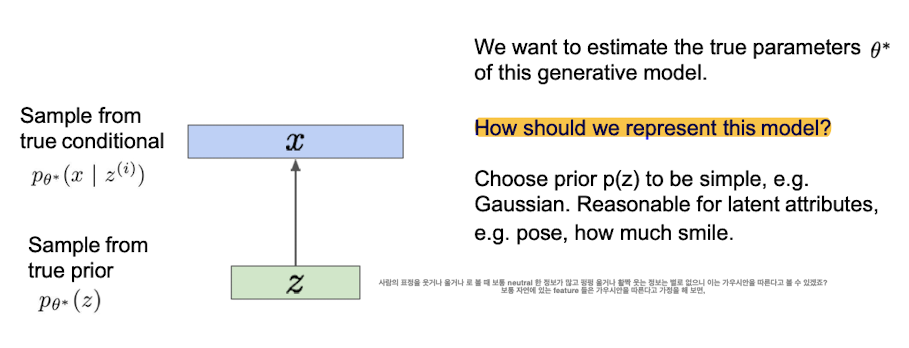 We want to estimate the true parameters θ*
of this generative model.
Sample from
true conditional
p_θ*(x | z^(i))
x
How should we represent this model?
Choose prior p(z) to be simple, e.g.
Gaussian. Reasonable for latent attributes,
e.g. pose, how much smile.
Sample from
true prior
p_θ*(z)
z
사람의 표정을 웃거나 울거나 로 볼 때 보통 neutral 한 정보가 많고 펑펑 울거나 활짝 웃는 정보는 별로 없으니 이는 가우시안을 따른다고 볼 수 있겠죠?
보통 자연에 있는 feature 들은 가우시안을 따른다고 가정을 해 보면,